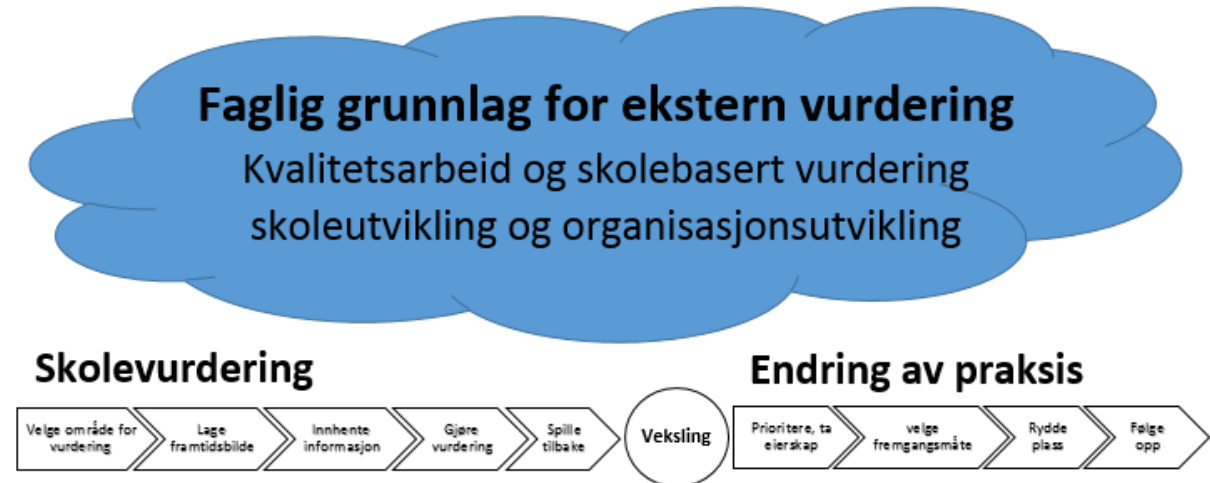 Faglig grunnlag for ekstern vurdering
Kvalitetsarbeid og skolebasert vurdering
skoleutvikling og organisasjonsutvikling
Skolevurdering
Endring av praksis
Velge område for
vurdering
Lage
framtidsbilde
Innhente
informasjon
Gjøre
vurdering
Spille
tilbake
Veksling
Prioritere, ta
eierskap
velge
fremgangsmåte
Rydde
plass
Følge
opp